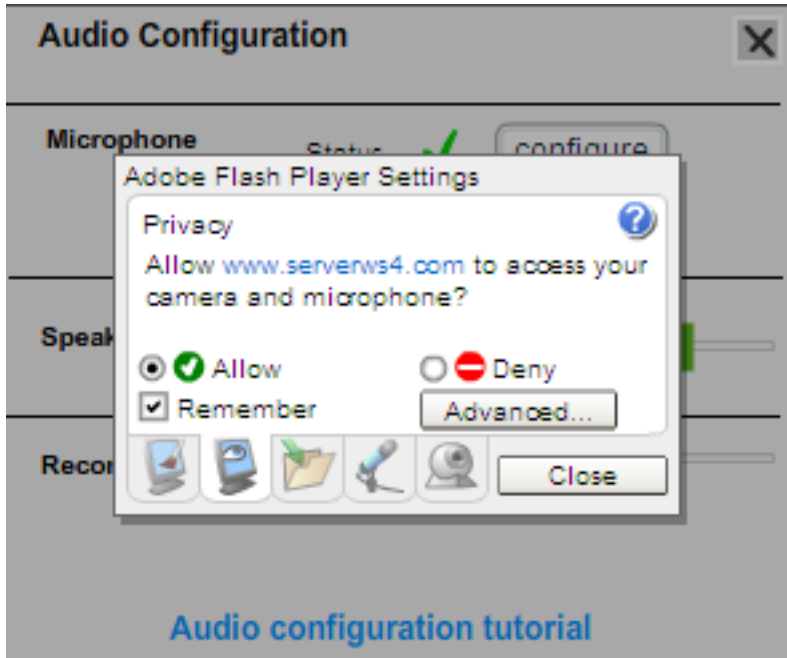 Audio Configuration
Microphone
configure
Adobe Flash Player Settings
Privacy
Allow www.serverws4.com to access your
camera and microphone?
Allow
Deny
Remember
Advanced...
Close
Audio configuration tutorial